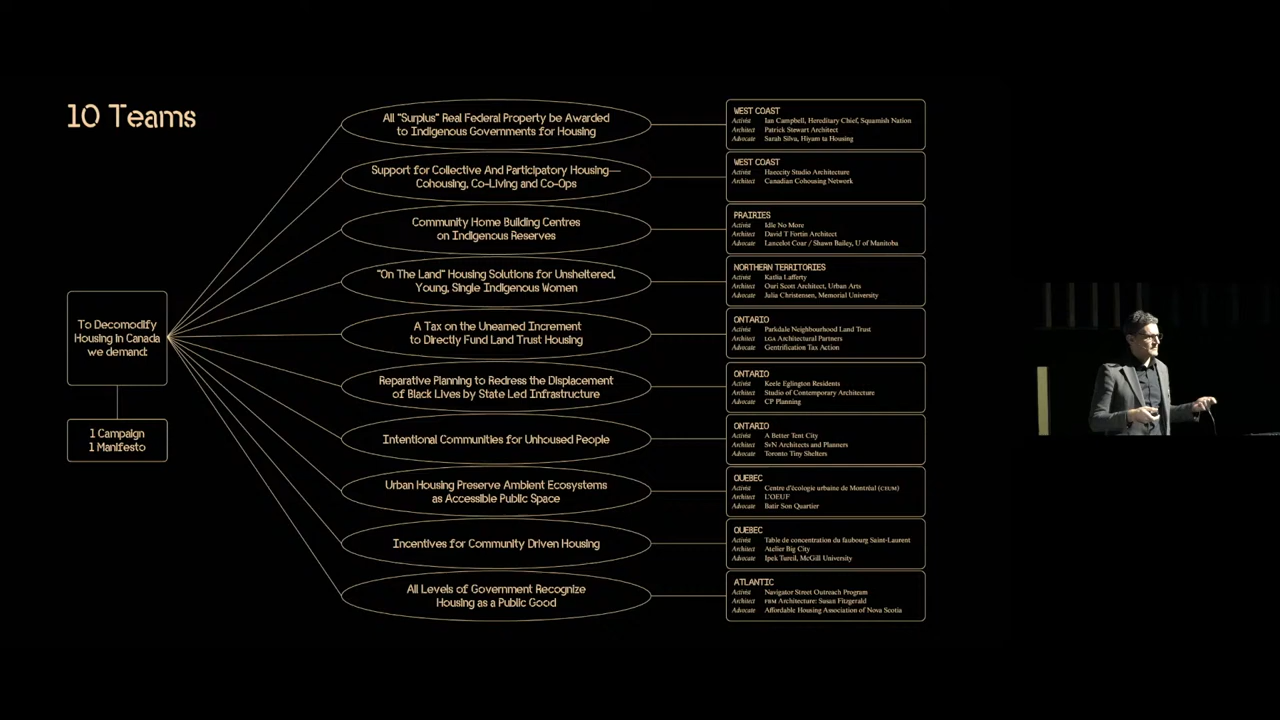 10 Teams
To Decomodify
Housing in Canada
we demand:
1 Campaign
1 Manifesto
All "Surplus" Real Federal Property be Awarded
to Indigenous Governments for Housing
WEST COAST
Activist Ian Campbell, Hereditary Chief, Squamish Nation
Architect Patrick Stewart Architect
Advocate Sarah Silva, Hiyam ta Housing
Support for Collective And Participatory Housing—
Cohousing, Co-Living and Co-Ops
WEST COAST
Activist Haeccity Studio Architecture
Architect Canadian Cohousing Network
Community Home Building Centres
on Indigenous Reserves
PRAIRIES
Activist Idle No More
Architect David T Fortin Architect
Advocate Lancelot Coar / Shawn Bailey, U of Manitoba
"On The Land" Housing Solutions for Unsheltered,
Young, Single Indigenous Women
NORTHERN TERRITORIES
Activist Katlia Lafferty
Architect Ouri Scott Architect, Urban Arts
Advocate Julia Christensen, Memorial University
A Tax on the Unearned Increment
to Directly Fund Land Trust Housing
ONTARIO
Activist Parkdale Neighbourhood Land Trust
Architect LGA Architectural Partners
Advocate Gentrification Tax Action
Reparative Planning to Redress the Displacement
of Black Lives by State Led Infrastructure
ONTARIO
Activist Keele Eglington Residents
Architect Studio of Contemporary Architecture
Advocate CP Planning
Intentional Communities for Unhoused People
ONTARIO
Activist A Better Tent City
Architect SvN Architects and Planners
Advocate Toronto Tiny Shelters
Urban Housing Preserve Ambient Ecosystems
as Accessible Public Space
QUEBEC
Activist Centre d'écologie urbaine de Montréal (CEUM)
Architect L'OEUF
Advocate Batir Son Quartier
Incentives for Community Driven Housing
QUEBEC
Activist Table de concentration du faubourg Saint-Laurent
Architect Atelier Big City
Advocate Ipek Tureil, McGill University
All Levels of Government Recognize
Housing as a Public Good
ATLANTIC
Activist Navigator Street Outreach Program
Architect FBM Architecture: Susan Fitzgerald
Advocate Affordable Housing Association of Nova Scotia